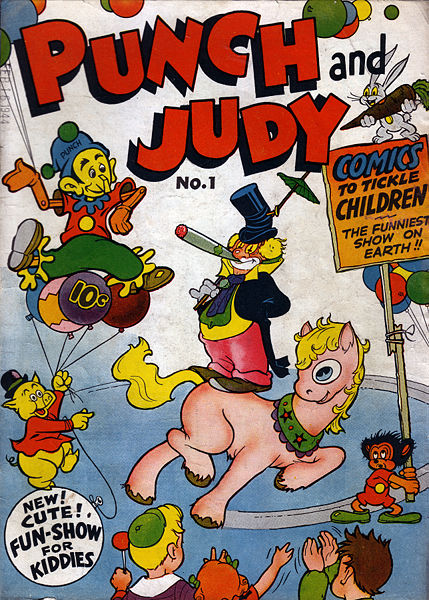 PUNCH and
JUDY
No. 1
PUNCH
10¢
COMICS
TO TICKLE
CHILDREN
THE FUNNIEST
SHOW ON
EARTH!!
NEW!
CUTE!
FUN-SHOW
FOR
KIDDIES